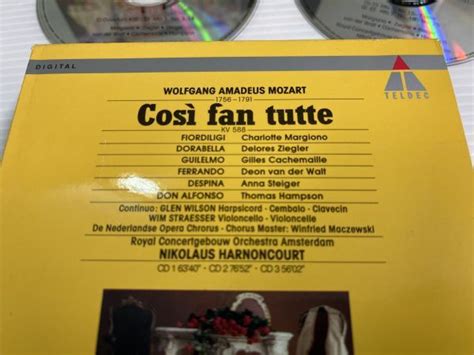 DIGITAL
TELDEC
WOLFGANG AMADEUS MOZART
1756–1791
Così fan tutte
KV 588
FIORDILIGI Charlotte Margiono
DORABELLA Delores Ziegler
GUILELMO Gilles Cachemaille
FERRANDO Deon van der Walt
DESPINA Anna Steiger
DON ALFONSO Thomas Hampson
Continuo: GLEN WILSON Harpsicord - Cembalo - Clavecin
WIM STRAESSER Violoncello - Violoncelle
De Nederlandse Opera Chrorus - Chorus Master: Winfried Maczewski
Royal Concertgebouw Orchestra Amsterdam
NIKOLAUS HARNONCOURT
CD 1 63'40" - CD 2 76'52" - CD 3 56'02"